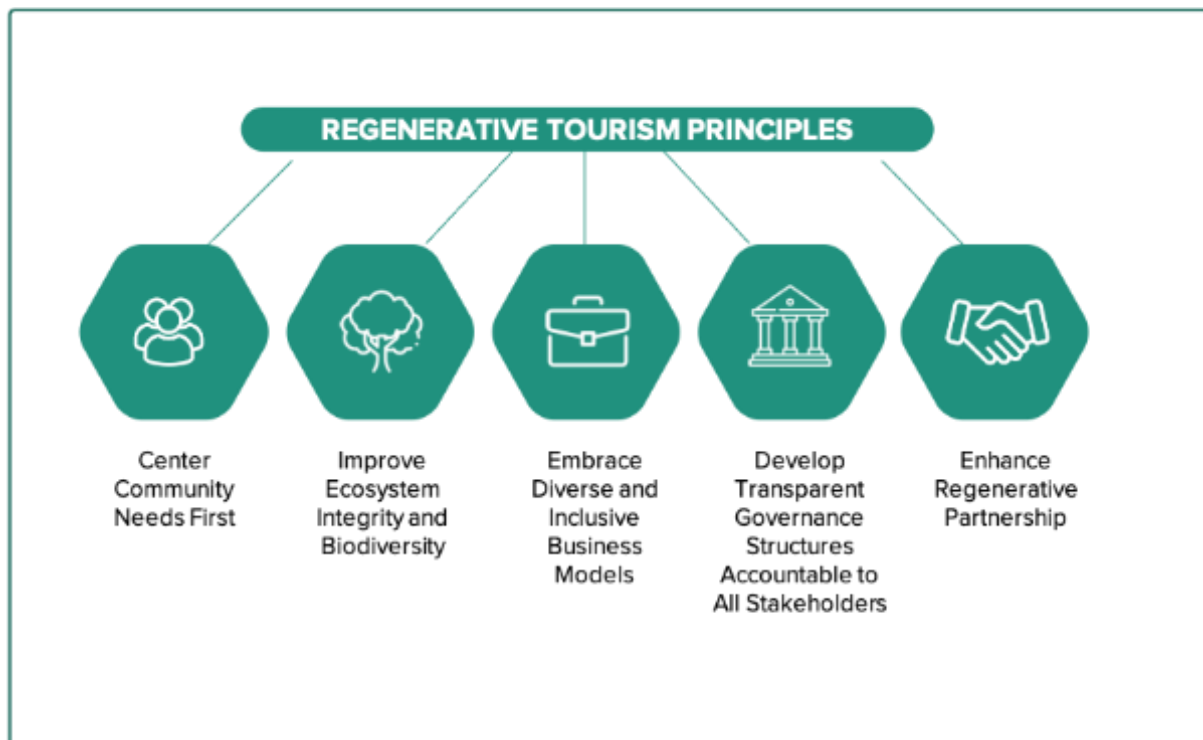 REGENERATIVE TOURISM PRINCIPLES
Center
Community
Needs First
Improve
Ecosystem
Integrity and
Biodiversity
Embrace
Diverse and
Inclusive
Business
Models
Develop
Transparent
Governance
Structures
Accountable to
All Stakeholders
Enhance
Regenerative
Partnership